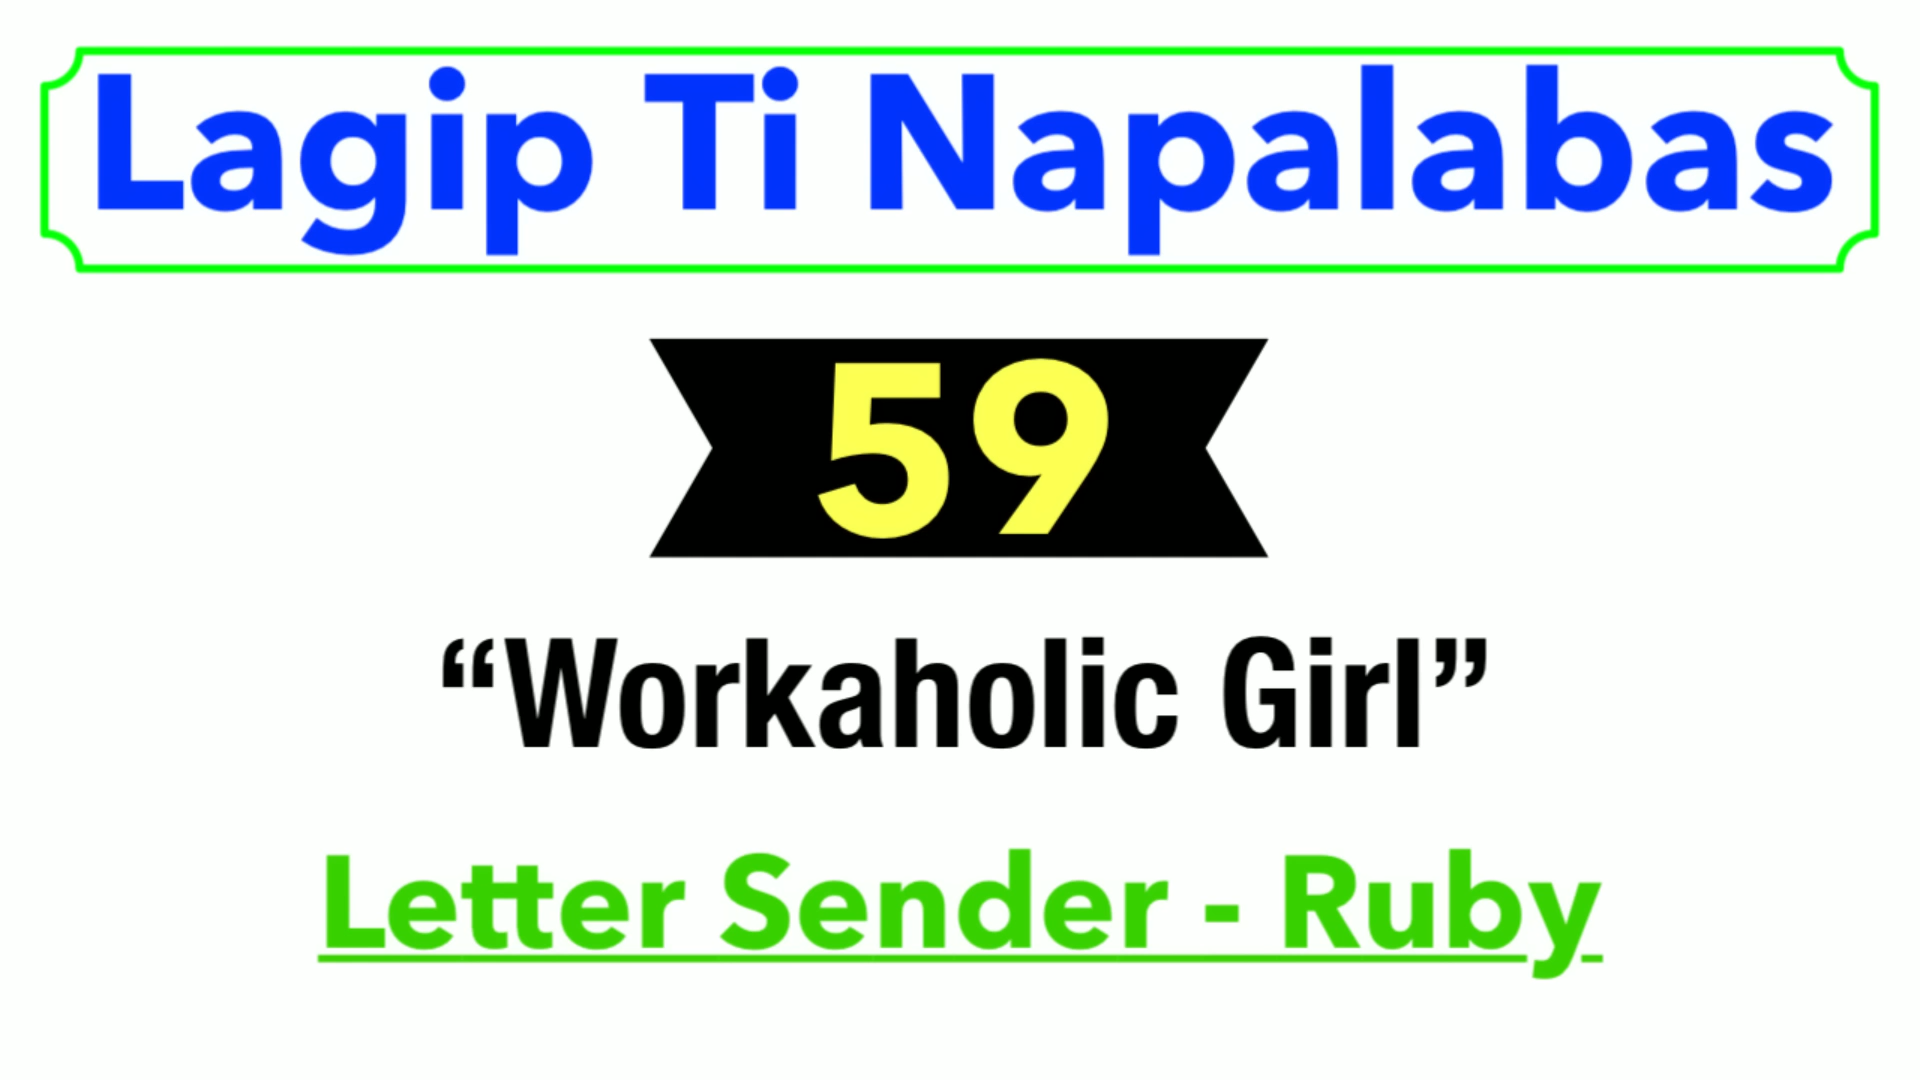 Lagip Ti Napalabas
59
“Workaholic Girl”
Letter Sender - Ruby